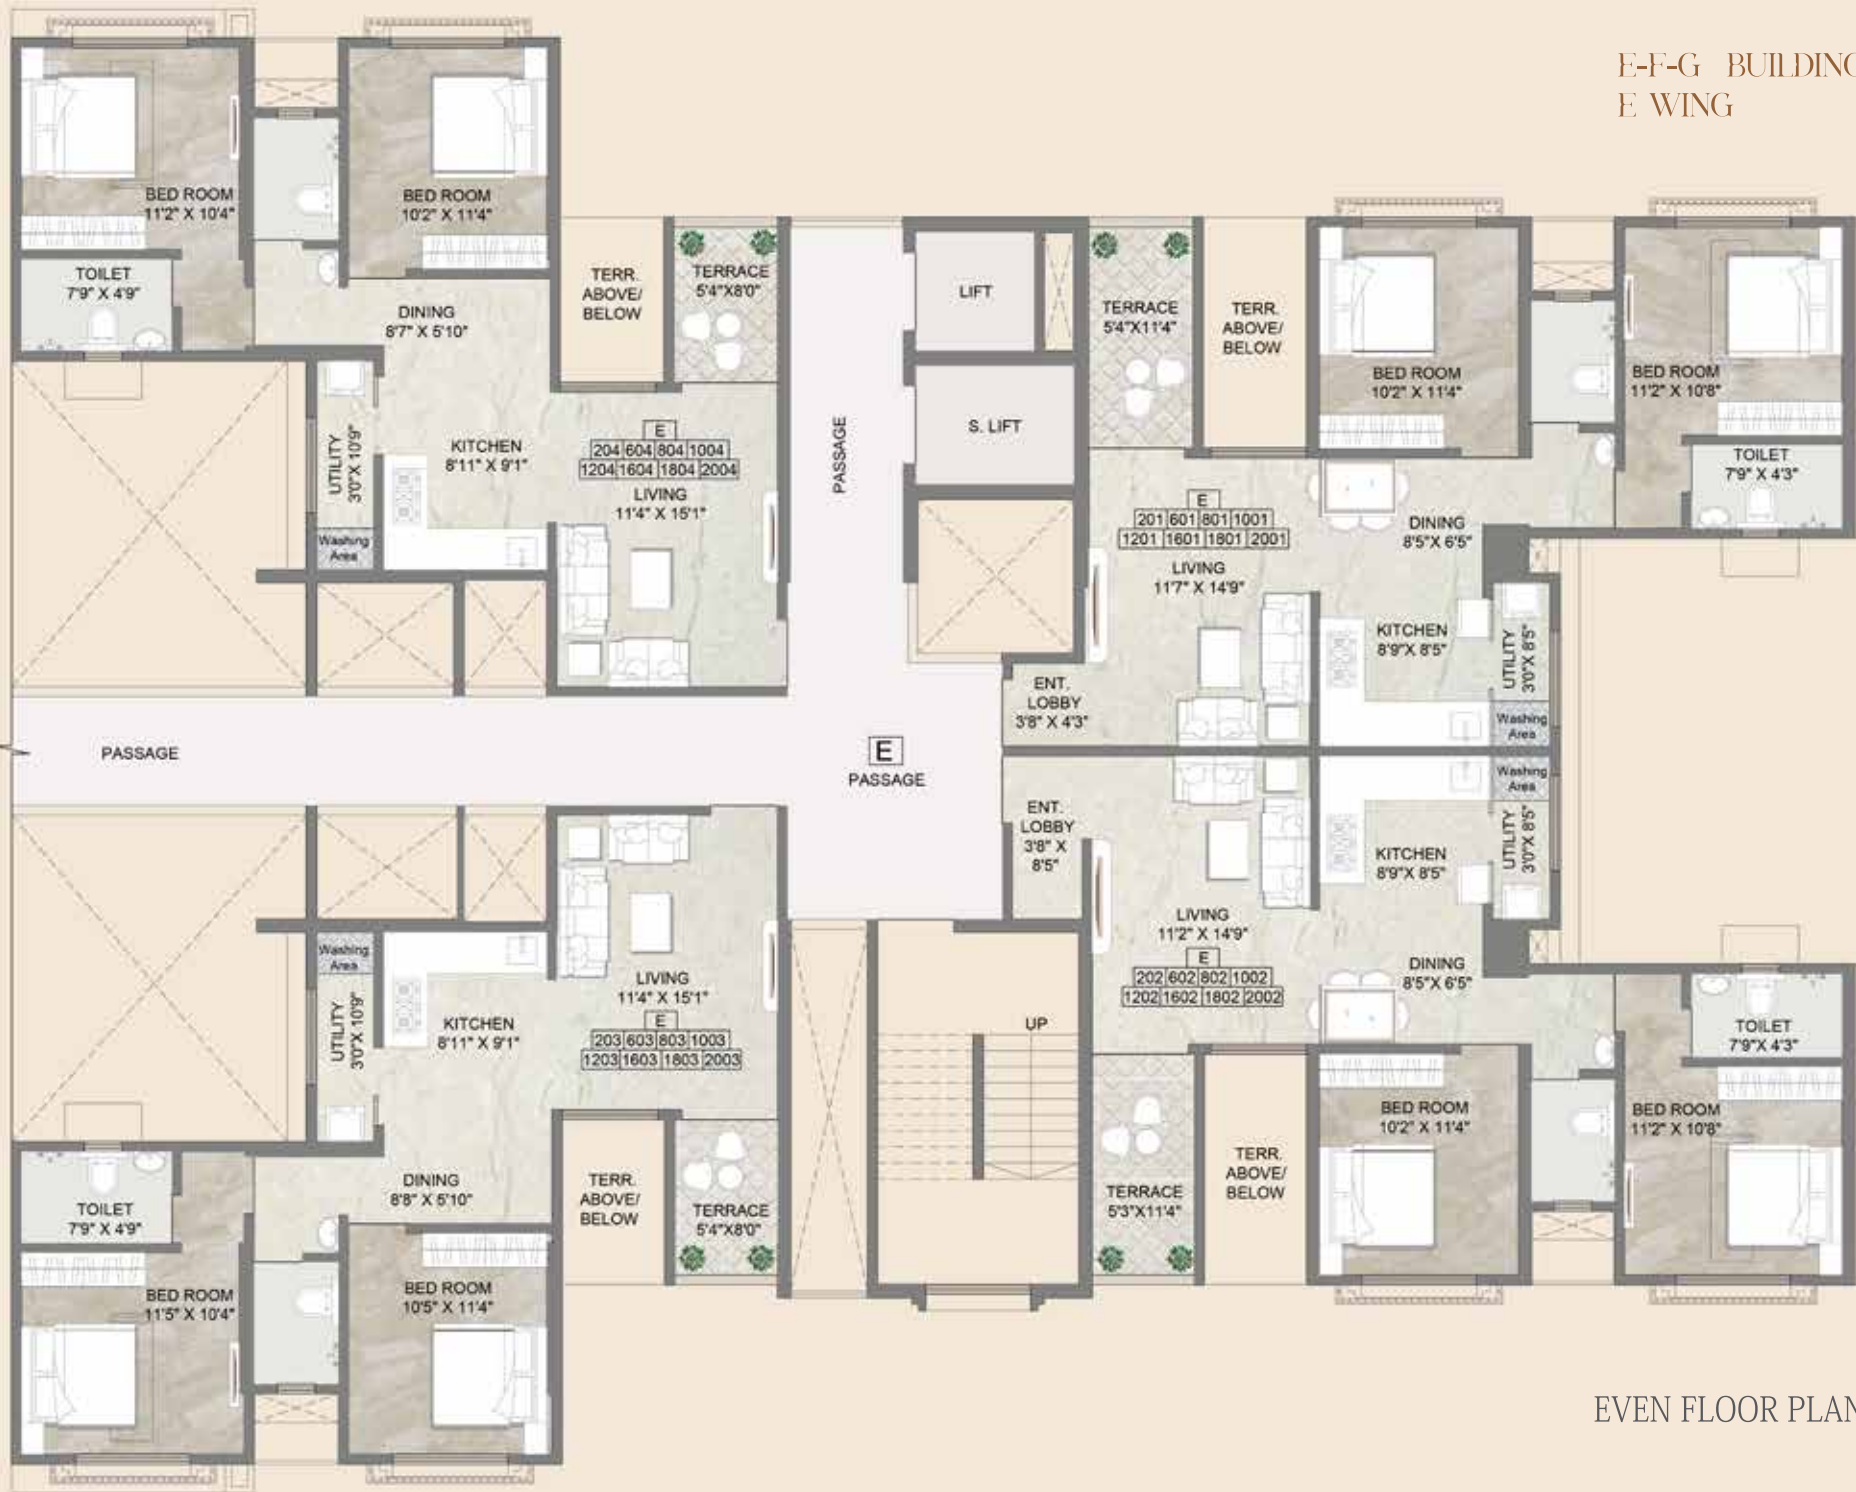 E-F-G BUILDING
E WING
BED ROOM
11'2" X 10'4"
BED ROOM
10'2" X 11'4"
TOILET
7'9" X 4'9"
DINING
8'7" X 5'10"
TERR.
ABOVE/
BELOW
TERRACE
5'4"X8'0"
UTILITY
3'0"X 10'9"
Washing
Area
KITCHEN
8'11" X 9'1"
E
204 604 804 1004
1204 1604 1804 2004
LIVING
11'4" X 15'1"
PASSAGE
LIFT
S. LIFT
TERRACE
5'4"X11'4"
TERR.
ABOVE/
BELOW
BED ROOM
10'2" X 11'4"
BED ROOM
11'2" X 10'8"
TOILET
7'9" X 4'3"
E
201 601 801 1001
1201 1601 1801 2001
LIVING
11'7" X 14'9"
DINING
8'5"X 6'5"
KITCHEN
8'9"X 8'5"
UTILITY
3'0"X 8'5"
Washing
Area
ENT.
LOBBY
3'8" X 4'3"
PASSAGE
E
PASSAGE
ENT.
LOBBY
3'8" X
8'5"
Washing
Area
UTILITY
3'0"X 8'5"
KITCHEN
8'9"X 8'5"
LIVING
11'2" X 14'9"
E
202 602 802 1002
1202 1602 1802 2002
DINING
8'5"X 6'5"
TOILET
7'9"X 4'3"
BED ROOM
10'2" X 11'4"
BED ROOM
11'2" X 10'8"
TERRACE
5'3"X11'4"
TERR.
ABOVE/
BELOW
UP
Washing
Area
UTILITY
3'0"X 10'9"
KITCHEN
8'11" X 9'1"
LIVING
11'4" X 15'1"
E
203 603 803 1003
1203 1603 1803 2003
TOILET
7'9" X 4'9"
DINING
8'8" X 5'10"
TERR.
ABOVE/
BELOW
TERRACE
5'4"X8'0"
BED ROOM
11'5" X 10'4"
BED ROOM
10'5" X 11'4"
EVEN FLOOR PLAN